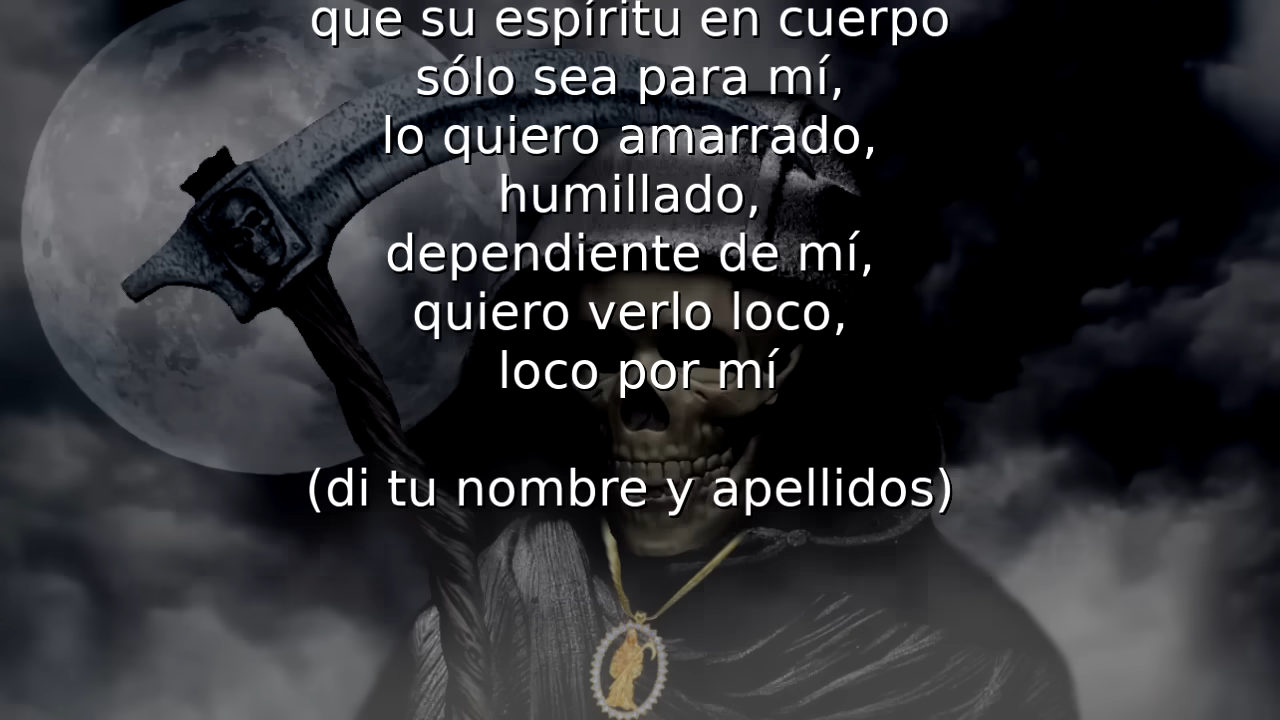 que su espíritu en cuerpo
sólo sea para mí,
lo quiero amarrado,
humillado,
dependiente de mí,
quiero verlo loco,
loco por mí
(di tu nombre y apellidos)